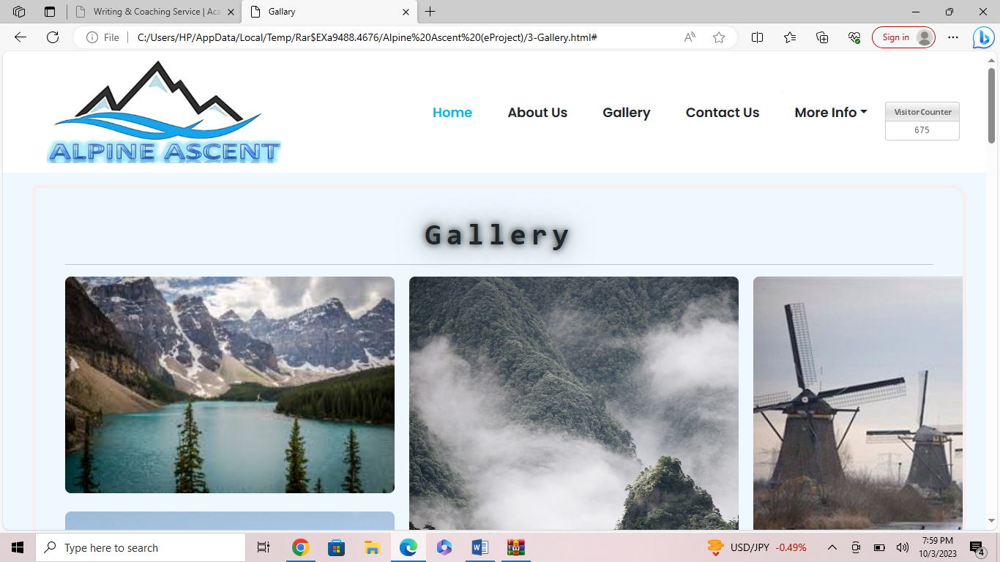 Writing & Coaching Service | Aca
Gallary
File
C:/Users/HP/AppData/Local/Temp/Rar$EXa9488.4676/Alpine%20Ascent%20(eProject)/3-Gallery.html#
Sign in
ALPINE ASCENT
Home
About Us
Gallery
Contact Us
More Info
VisitorCounter
675
Gallery
Type here to search
USD/JPY -0.49%
7:59 PM
10/3/2023
4